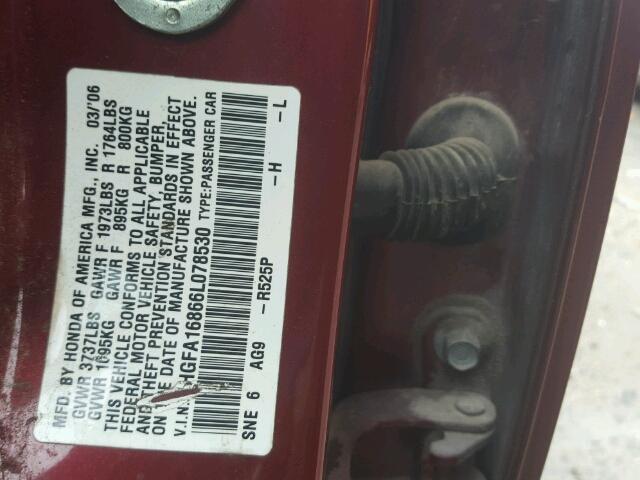 MFD. BY HONDA OF AMERICA MFG., INC. 03/'06
GVWR 3737LBS GAWR F 1973LBS R 1764LBS
GVWR 1695KG GAWR F 895KG R 800KG
THIS VEHICLE CONFORMS TO ALL APPLICABLE
FEDERAL MOTOR VEHICLE SAFETY, BUMPER,
AND THEFT PREVENTION STANDARDS IN EFFECT
ON THE DATE OF MANUFACTURE SHOWN ABOVE.
V.I.N. HGFA16866L078530 TYPE:PASSENGER CAR
SNE 6 AG9 -R525P -H -L